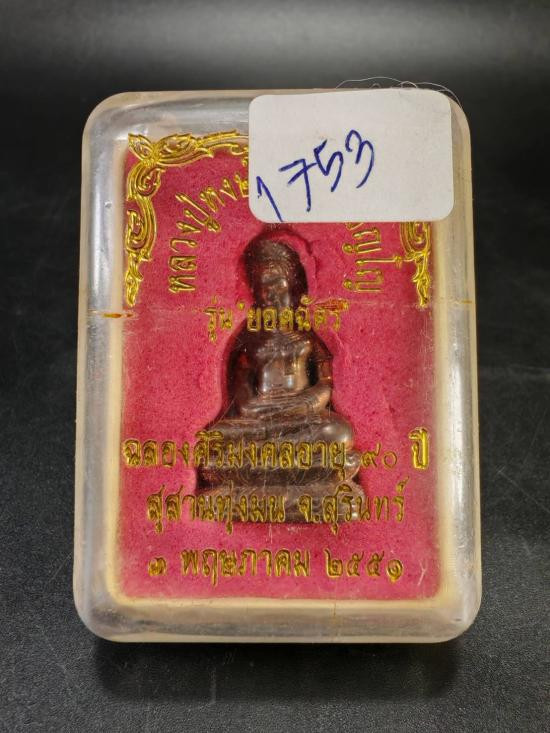 1753
หลวงปู่หงษ์
รุ่น "ยอดฉัตร"
ฉลองศิริมงคลอายุ ๙๐ ปี
สุสานทุ่งมน จ.สุรินทร์
๓ พฤษภาคม ๒๕๕๑